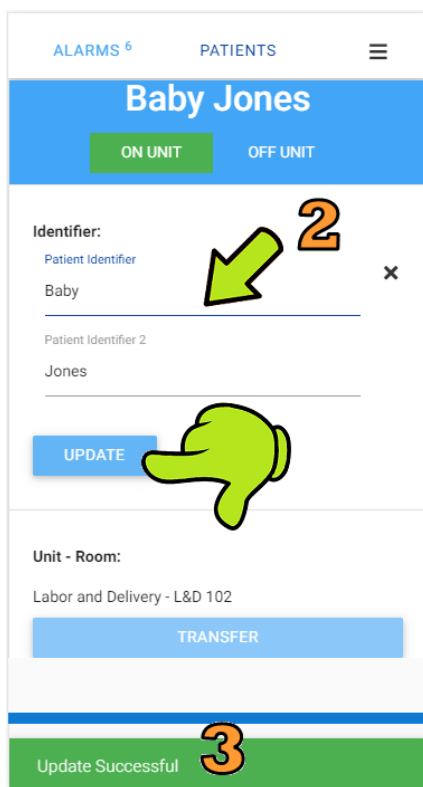 ALARMS 6 PATIENTS
Baby Jones
ON UNIT OFF UNIT
2
Identifier:
Patient Identifier
Baby
Patient Identifier 2
Jones
UPDATE
Unit - Room:
Labor and Delivery - L&D 102
TRANSFER
3
Update Successful